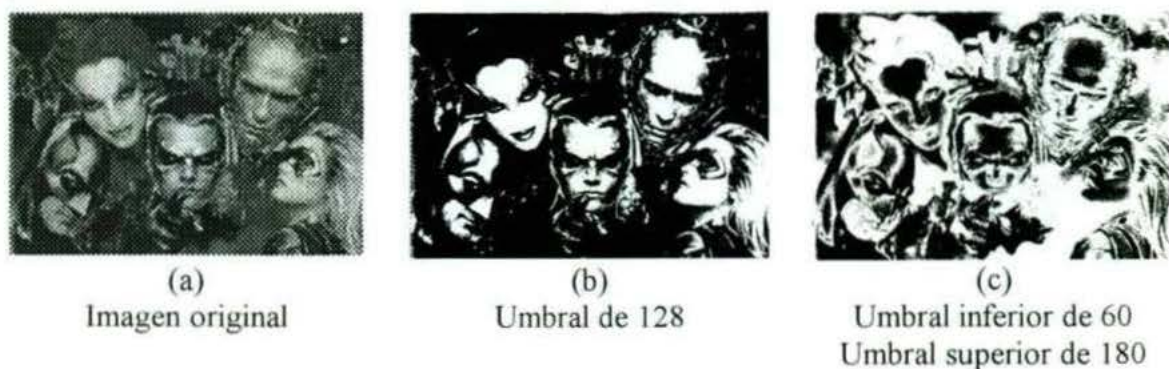 (a)
Imagen original
(b)
Umbral de 128
(c)
Umbral inferior de 60
Umbral superior de 180